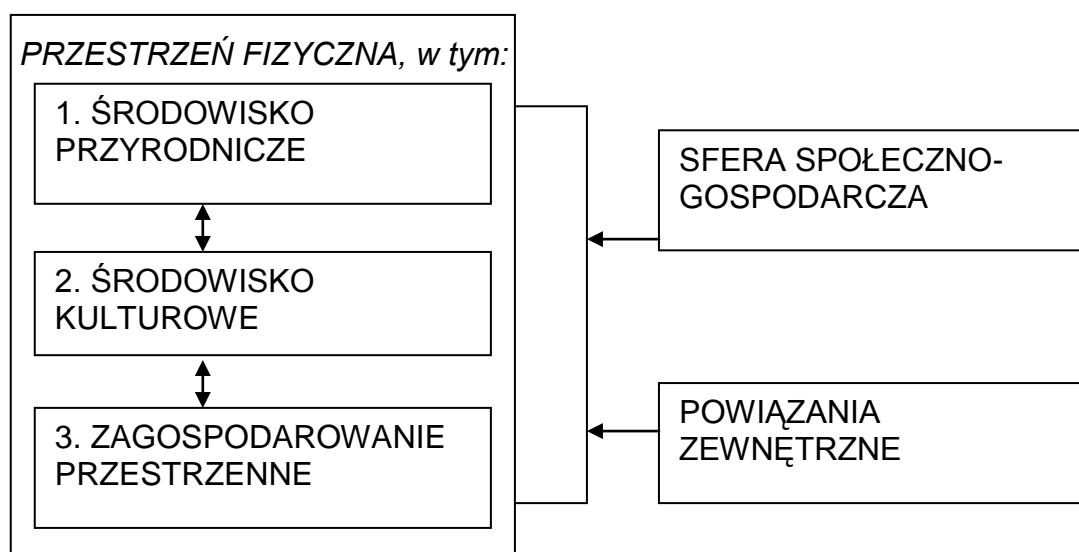 PRZESTRZEŃ FIZYCZNA, w tym:
1. ŚRODOWISKO
PRZYRODNICZE
2. ŚRODOWISKO
KULTUROWE
3. ZAGOSPODAROWANIE
PRZESTRZENNE
SFERA SPOŁECZNO-
GOSPODARCZA
POWIĄZANIA
ZEWNĘTRZNE